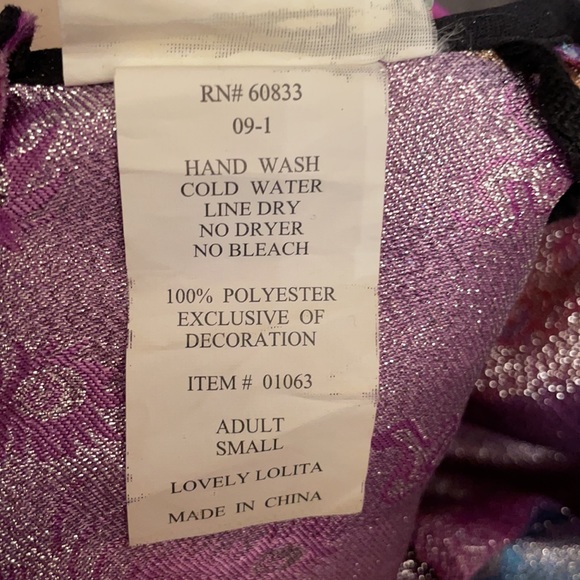 RN# 60833
09-1
HAND WASH
COLD WATER
LINE DRY
NO DRYER
NO BLEACH
100% POLYESTER
EXCLUSIVE OF
DECORATION
ITEM # 01063
ADULT
SMALL
LOVELY LOLITA
MADE IN CHINA